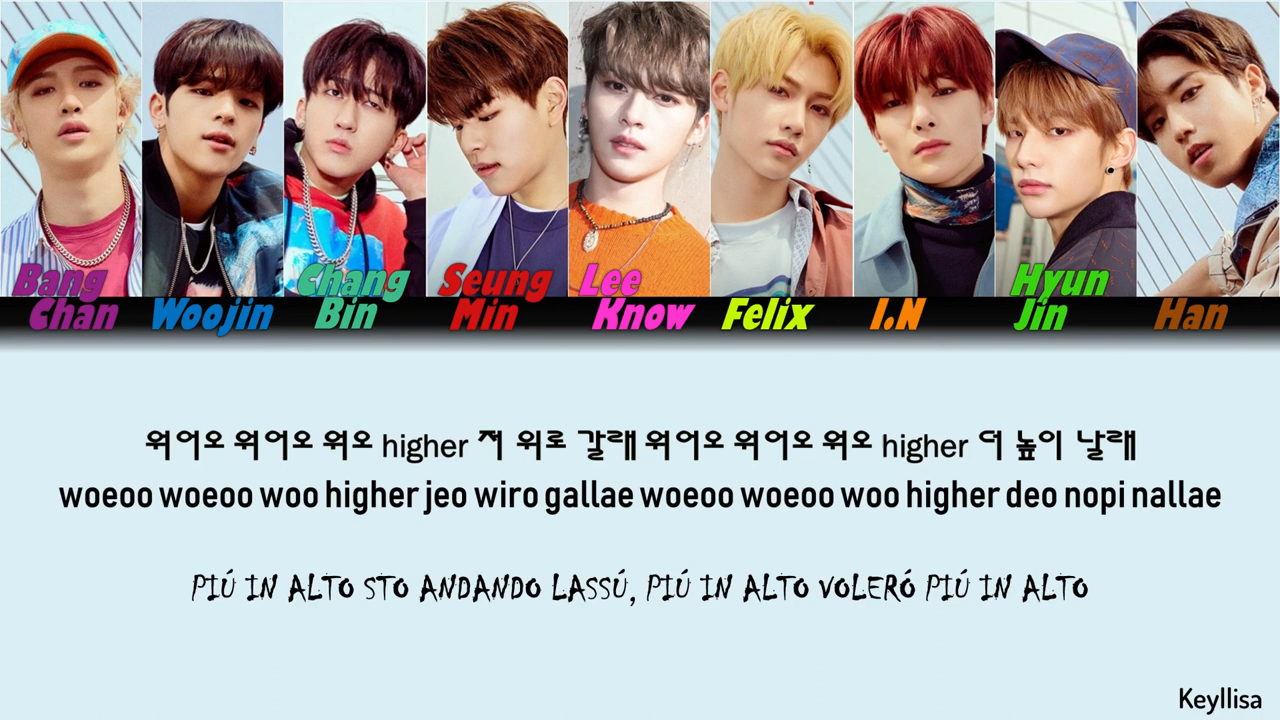 Bang Chan
Woojin
Chang Bin
Seung Min
Lee Know
Felix
I.N
Hyun Jin
Han
워어오 워어오 워오 higher 저 위로 갈래 워어오 워어오 워오 higher 더 높이 날래
woeoo woeoo woo higher jeo wiro gallae woeoo woeoo woo higher deo nopi nallae
PIÚ IN ALTO STO ANDANDO LASSÚ, PIÚ IN ALTO VOLERÓ PIÚ IN ALTO
Keyllisa